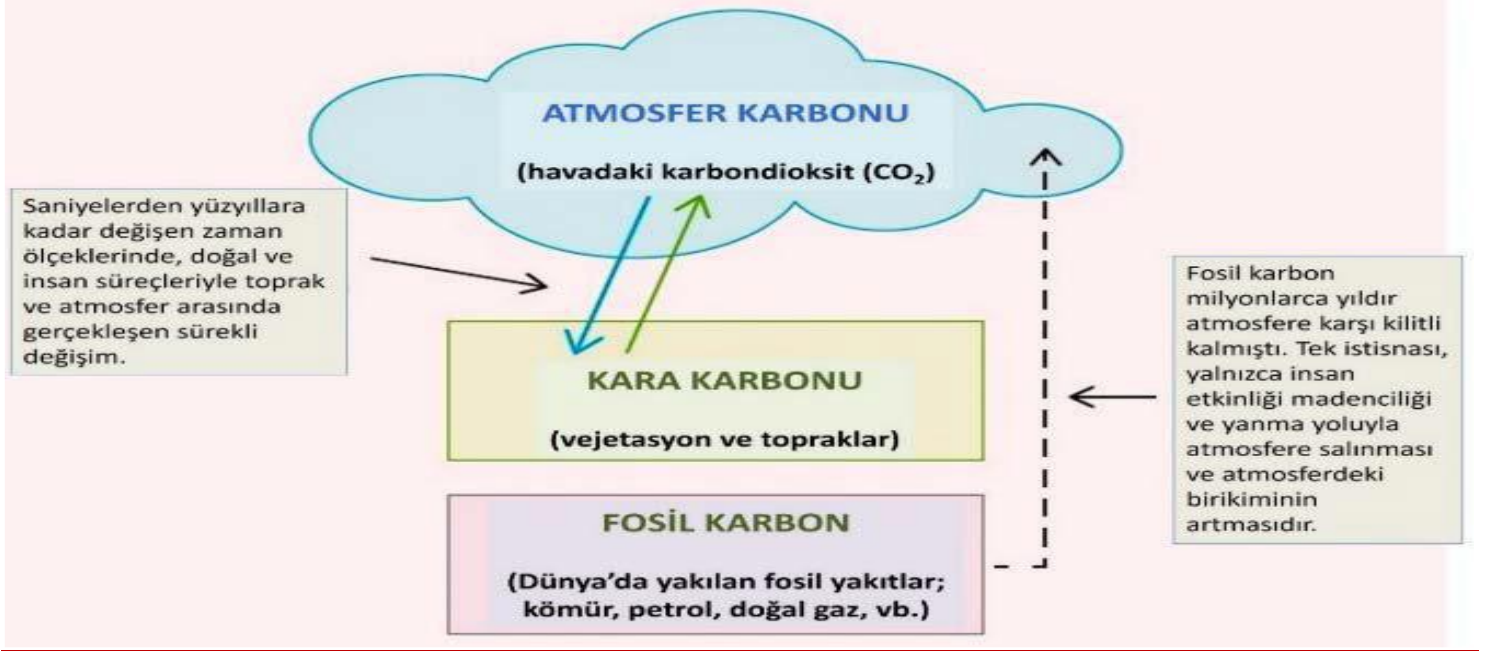 ATMOSFER KARBONU
(havadaki karbondioksit (CO₂)
Saniyelerden yüzyıllara
kadar değişen zaman
ölçeklerinde, doğal ve
insan süreçleriyle toprak
ve atmosfer arasında
gerçekleşen sürekli
değişim.
KARA KARBONU
(vejetasyon ve topraklar)
Fosil karbon
milyonlarca yıldır
atmosfere karşı kilitli
kalmıştı. Tek istisnası,
yalnızca insan
etkinliği madenciliği
ve yanma yoluyla
atmosfere salınması
ve atmosferdeki
birikiminin
artmasıdır.
FOSİL KARBON
(Dünya’da yakılan fosil yakıtlar;
kömür, petrol, doğal gaz, vb.)